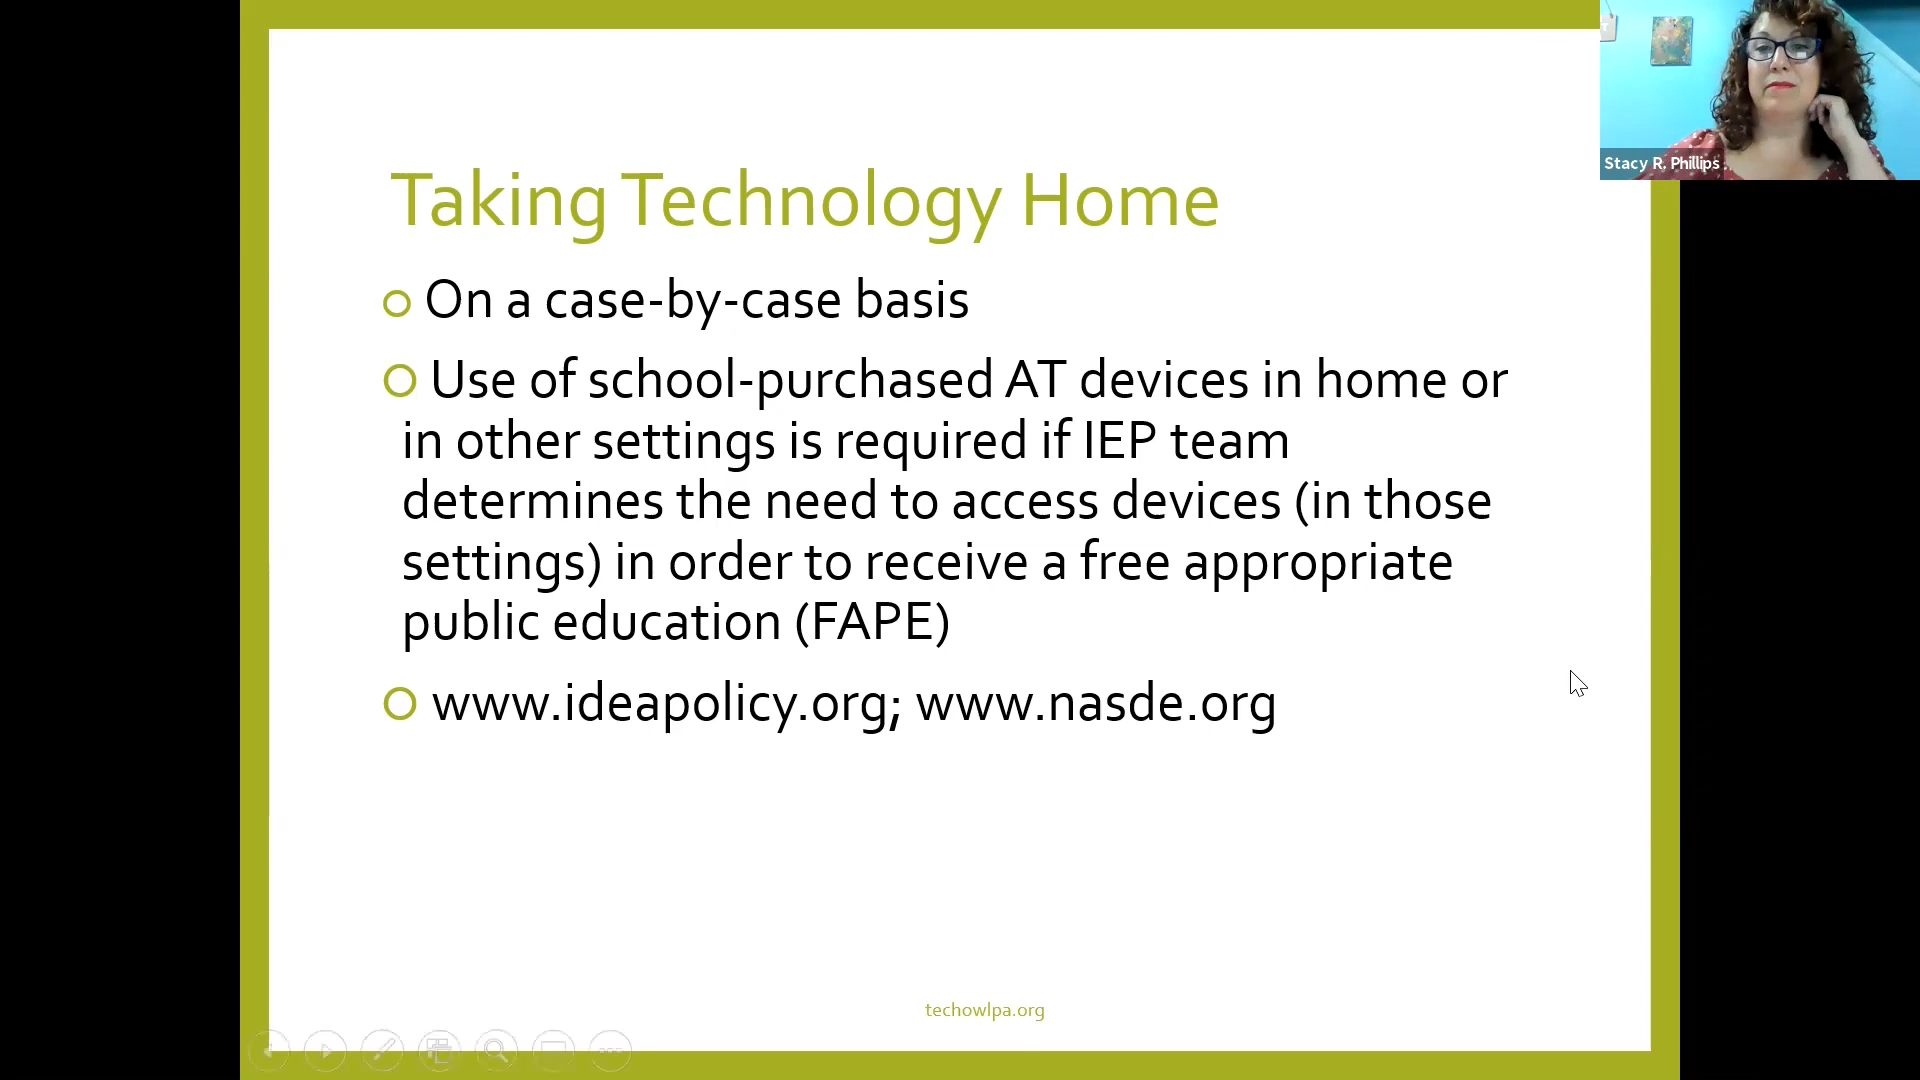 Stacy R. Phillips
Taking Technology Home
On a case-by-case basis
Use of school-purchased AT devices in home or
in other settings is required if IEP team
determines the need to access devices (in those
settings) in order to receive a free appropriate
public education (FAPE)
www.ideapolicy.org; www.nasde.org
techowlpa.org